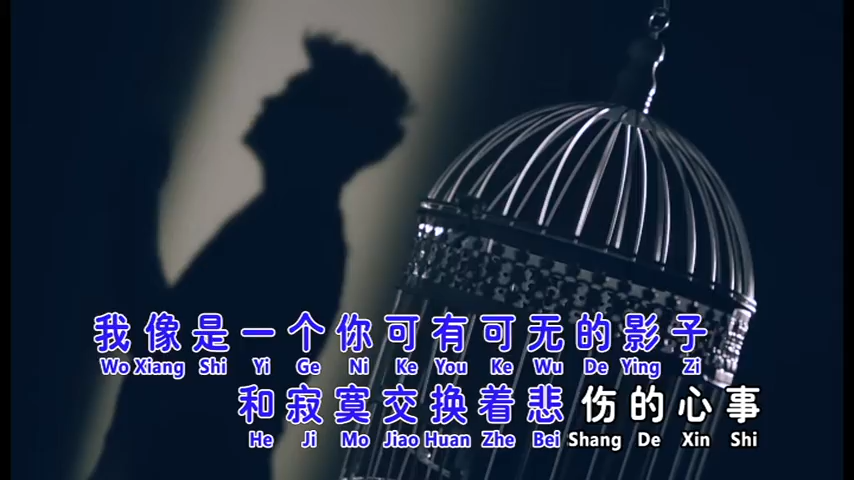 我像是一个你可有可无的影子
Wo Xiang Shi Yi Ge Ni Ke You Ke Wu De Ying Zi
和寂寞交换着悲伤的心事
He Ji Mo Jiao Huan Zhe Bei Shang De Xin Shi